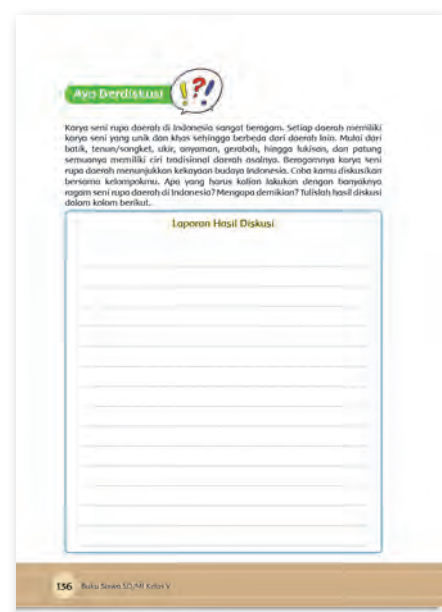 Ayo Berdiskusi
!?!
Karya seni rupa daerah di Indonesia sangat beragam. Setiap daerah memiliki
karya seni yang unik dan khas sehingga berbeda dari daerah lain. Mulai dari
batik, tenun/songket, ukir, anyaman, gerabah, hingga lukisan, dan patung
semuanya memiliki ciri tradisional daerah asalnya. Beragamnya karya seni
rupa daerah menunjukkan kekayaan budaya Indonesia. Coba kamu diskusikan
bersama kelompokmu. Apa yang harus kalian lakukan dengan banyaknya
ragam seni rupa daerah di Indonesia? Mengapa demikian? Tulislah hasil diskusi
dalam kolom berikut.
Laporan Hasil Diskusi
136 Buku Siswa SD/MI Kelas V